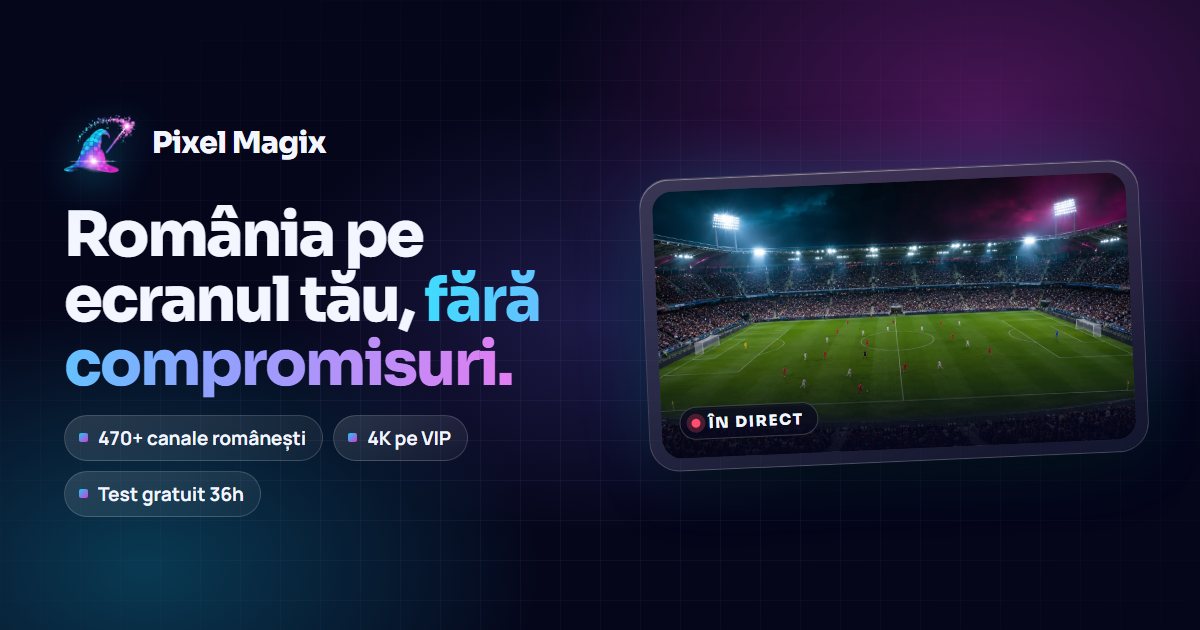 Pixel Magix
România pe
ecranul tău, fără
compromisuri.
470+ canale românești
4K pe VIP
Test gratuit 36h
ÎN DIRECT